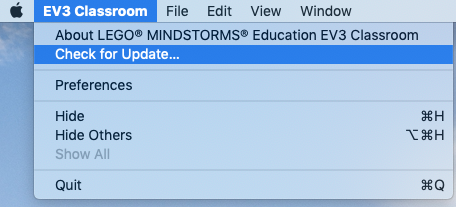 EV3 Classroom File Edit View Window
About LEGO® MINDSTORMS® Education EV3 Classroom
Check for Update...
Preferences
Hide ⌘H
Hide Others ⌥⌘H
Show All
Quit ⌘Q